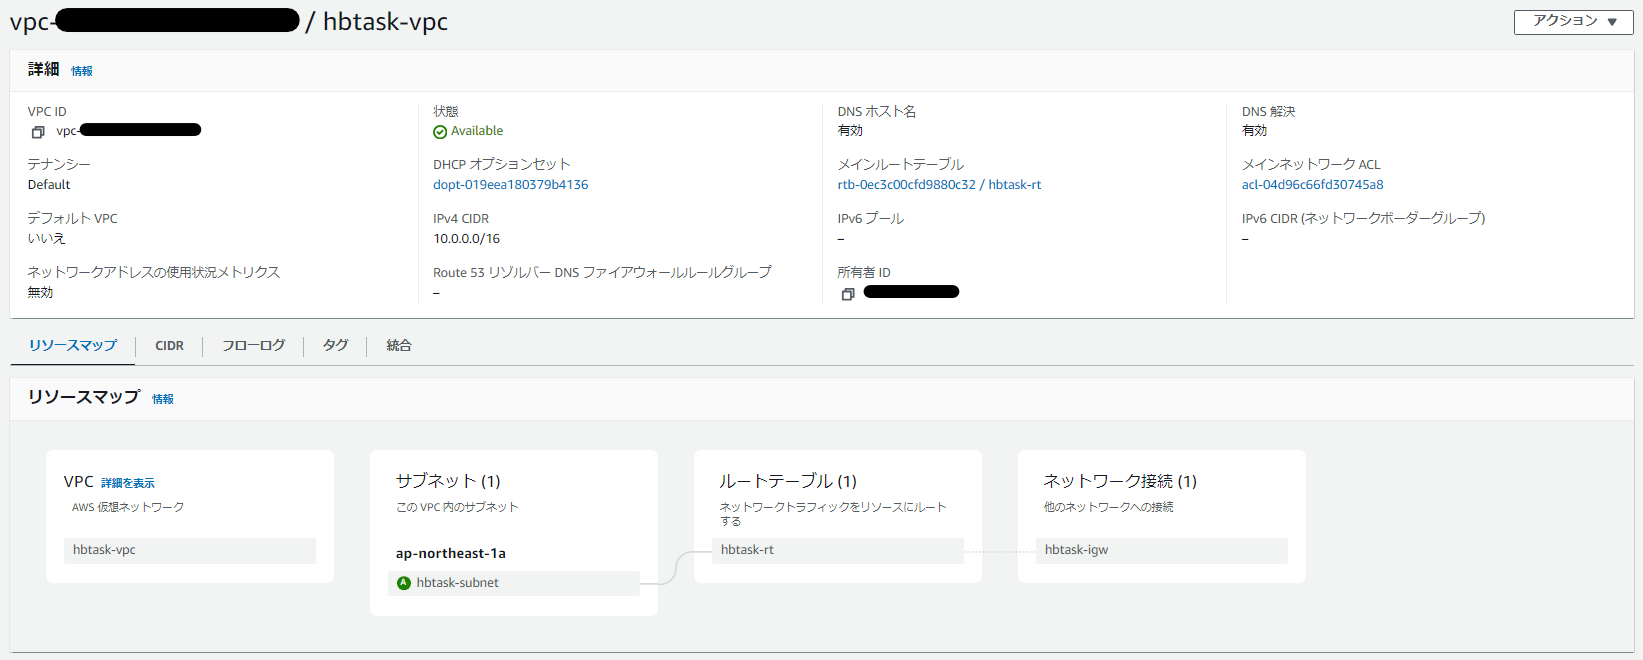 vpc- / hbtask-vpc
アクション ▼
詳細 情報
VPC ID
vpc-
状態
Available
DNS ホスト名
有効
DNS 解決
有効
テナンシー
Default
DHCP オプションセット
dopt-019eea180379b4136
メインルートテーブル
rtb-0ec3c00cfd9880c32 / hbtask-rt
メインネットワーク ACL
acl-04d96c66fd30745a8
デフォルト VPC
いいえ
IPv4 CIDR
10.0.0.0/16
IPv6 プール
–
IPv6 CIDR (ネットワークボーダーグループ)
–
ネットワークアドレスの使用状況メトリクス
無効
Route 53 リゾルバー DNS ファイアウォールルールグループ
–
所有者 ID
リソースマップ CIDR フローログ タグ 統合
リソースマップ 情報
VPC 詳細を表示
AWS 仮想ネットワーク
hbtask-vpc
サブネット (1)
この VPC 内のサブネット
ap-northeast-1a
A hbtask-subnet
ルートテーブル (1)
ネットワークトラフィックをリソースにルート
する
hbtask-rt
ネットワーク接続 (1)
他のネットワークへの接続
hbtask-igw